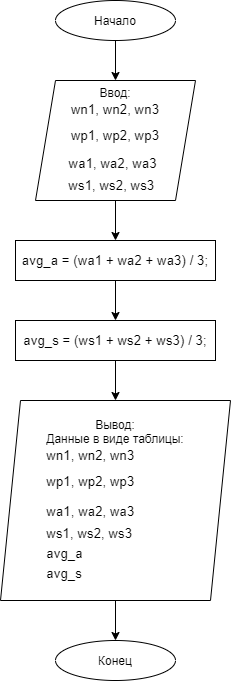 Начало
Ввод:
wn1, wn2, wn3
wp1, wp2, wp3
wa1, wa2, wa3
ws1, ws2, ws3
avg_a = (wa1 + wa2 + wa3) / 3;
avg_s = (ws1 + ws2 + ws3) / 3;
Вывод:
Данные в виде таблицы:
wn1, wn2, wn3
wp1, wp2, wp3
wa1, wa2, wa3
ws1, ws2, ws3
avg_a
avg_s
Конец